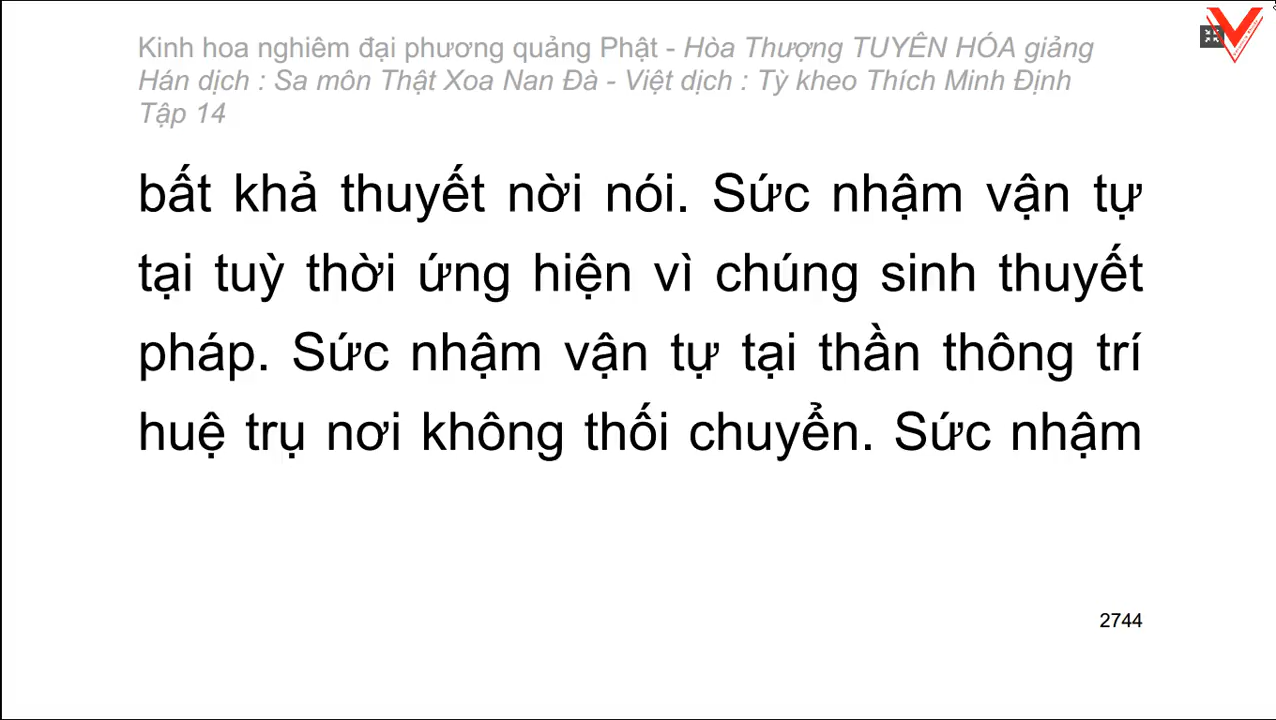 Kinh hoa nghiêm đại phương quảng Phật - Hòa Thượng TUYÊN HÓA giảng
Hán dịch : Sa môn Thật Xoa Nan Đà - Việt dịch : Tỳ kheo Thích Minh Định
Tập 14
bất khả thuyết nời nói. Sức nhậm vận tự
tại tuỳ thời ứng hiện vì chúng sinh thuyết
pháp. Sức nhậm vận tự tại thần thông trí
huệ trụ nơi không thối chuyển. Sức nhậm
2744